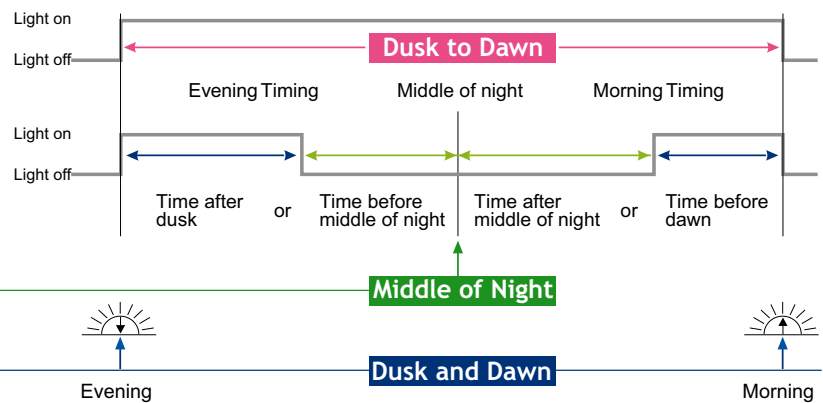 Light on
Dusk to Dawn
Light off
Evening Timing Middle of night Morning Timing
Light on
Light off
Time after
dusk
or
Time before
middle of night
Time after
middle of night
or
Time before
dawn
Middle of Night
Dusk and Dawn
Evening Morning